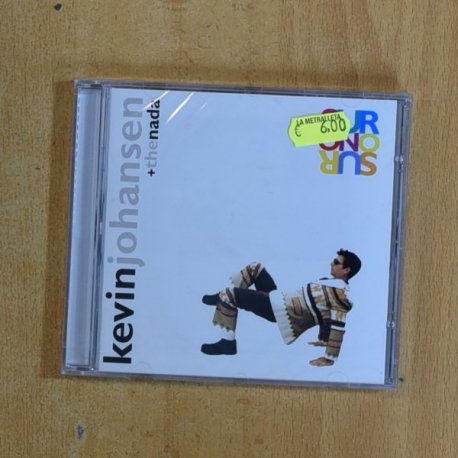 kevinjohansen
+thenada
LA METRALLETA
€ 6.00
SUR
O NO
SUR